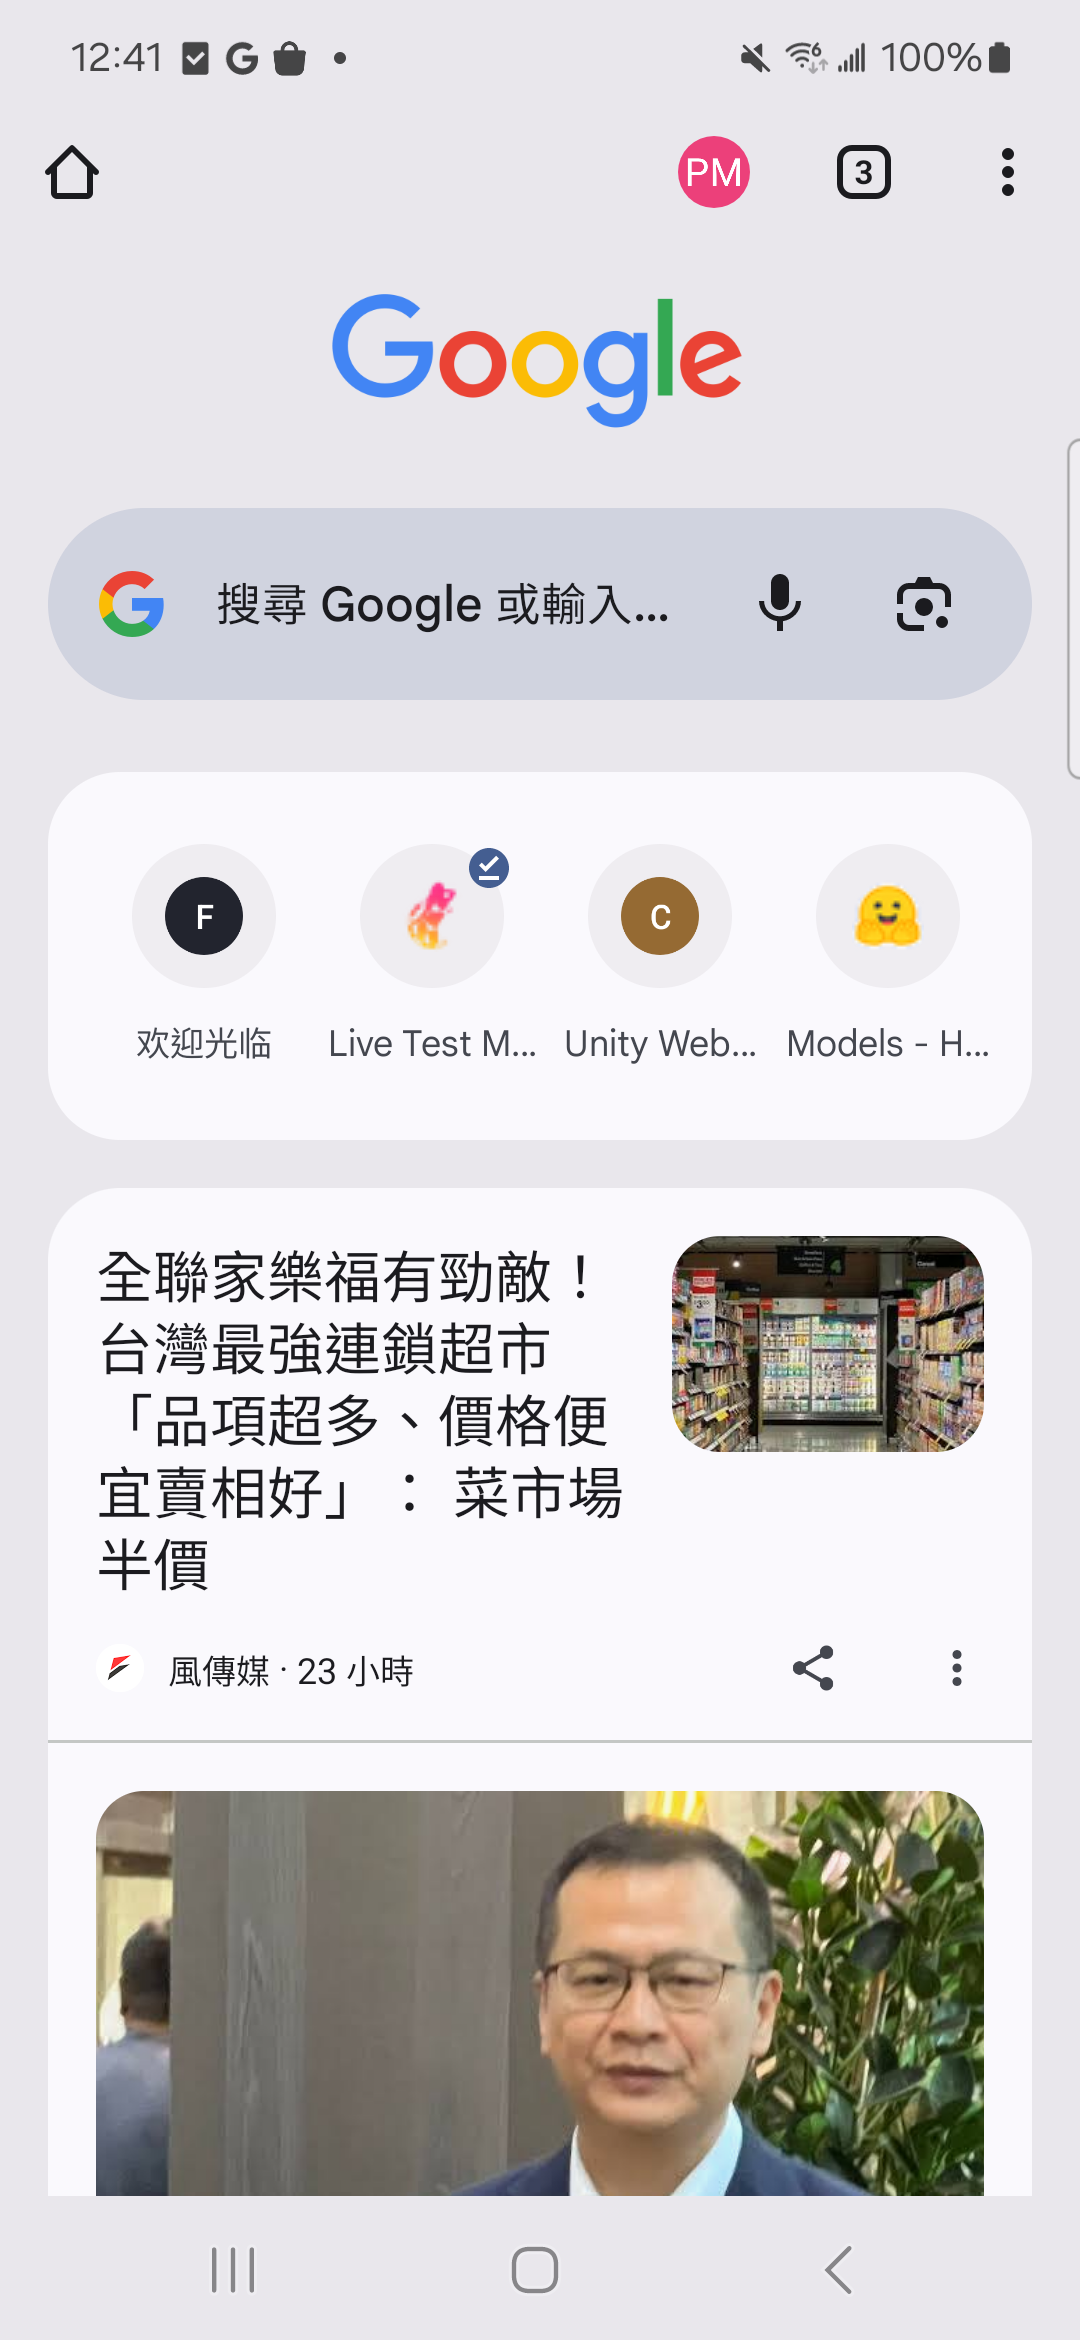 12:41
100%
PM
3
Google
搜尋 Google 或輸入...
F
C
欢迎光临
Live Test M...
Unity Web...
Models - H...
全聯家樂福有勁敵！
台灣最強連鎖超市
「品項超多、價格便
宜賣相好」： 菜市場
半價
風傳媒 · 23 小時